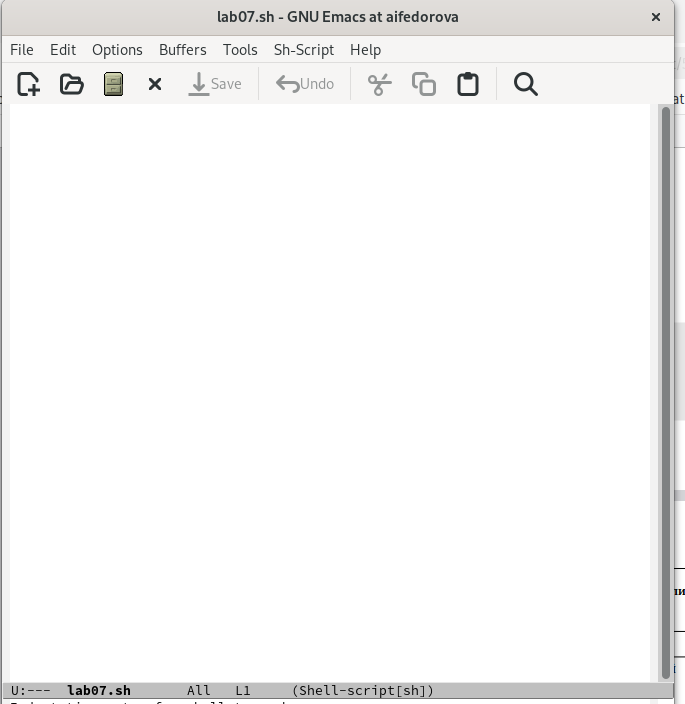 lab07.sh - GNU Emacs at aifedorova
File Edit Options Buffers Tools Sh-Script Help
Save Undo
U:--- lab07.sh All L1 (Shell-script[sh])
at